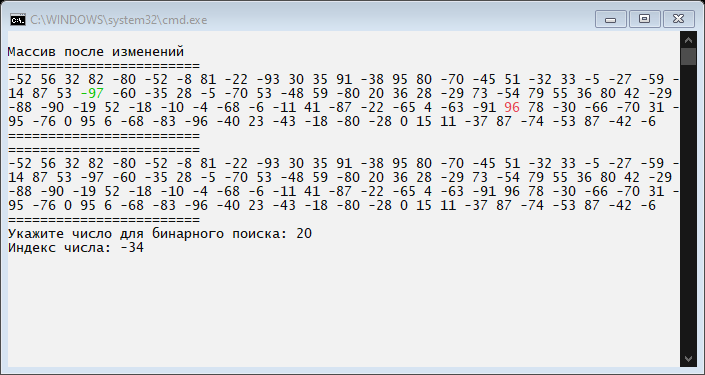 C:\WINDOWS\system32\cmd.exe
Массив после изменений
========================
-52 56 32 82 -80 -52 -8 81 -22 -93 30 35 91 -38 95 80 -70 -45 51 -32 33 -5 -27 -59 -
14 87 53 -97 -60 -35 28 -5 -70 53 -48 59 -80 20 36 28 -29 73 -54 79 55 36 80 42 -29
-88 -90 -19 52 -18 -10 -4 -68 -6 -11 41 -87 -22 -65 4 -63 -91 96 78 -30 -66 -70 31 -
95 -76 0 95 6 -68 -83 -96 -40 23 -43 -18 -80 -28 0 15 11 -37 87 -74 -53 87 -42 -6
========================
========================
-52 56 32 82 -80 -52 -8 81 -22 -93 30 35 91 -38 95 80 -70 -45 51 -32 33 -5 -27 -59 -
14 87 53 -97 -60 -35 28 -5 -70 53 -48 59 -80 20 36 28 -29 73 -54 79 55 36 80 42 -29
-88 -90 -19 52 -18 -10 -4 -68 -6 -11 41 -87 -22 -65 4 -63 -91 96 78 -30 -66 -70 31 -
95 -76 0 95 6 -68 -83 -96 -40 23 -43 -18 -80 -28 0 15 11 -37 87 -74 -53 87 -42 -6
========================
Укажите число для бинарного поиска: 20
Индекс числа: -34